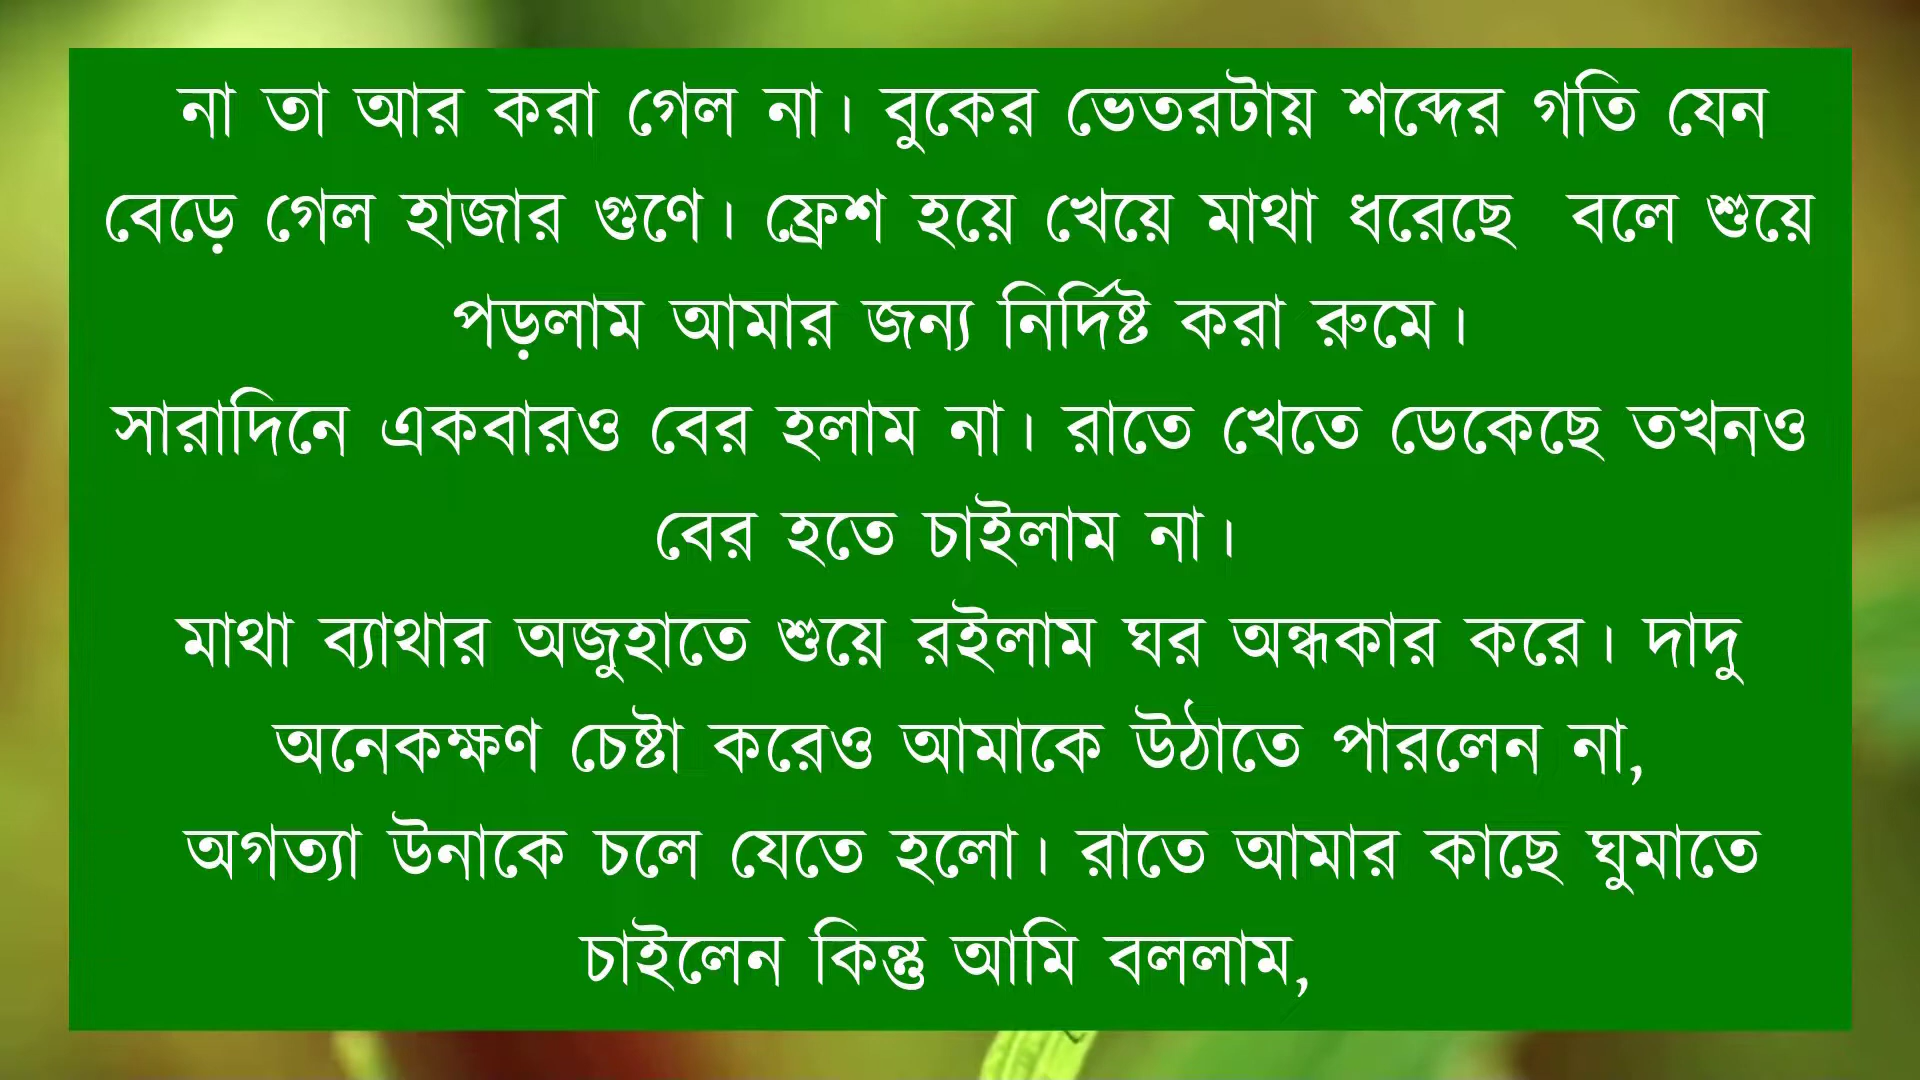 না তা আর করা গেল না। বুকের ভেতরটায় শব্দের গতি যেন
বেড়ে গেল হাজার গুণে। ফ্রেশ হয়ে খেয়ে মাথা ধরেছে বলে শুয়ে
পড়লাম আমার জন্য নির্দিষ্ট করা রুমে।
সারাদিনে একবারও বের হলাম না। রাতে খেতে ডেকেছে তখনও
বের হতে চাইলাম না।
মাথা ব্যাথার অজুহাতে শুয়ে রইলাম ঘর অন্ধকার করে। দাদু
অনেকক্ষণ চেষ্টা করেও আমাকে উঠাতে পারলেন না,
অগত্যা উনাকে চলে যেতে হলো। রাতে আমার কাছে ঘুমাতে
চাইলেন কিন্তু আমি বললাম,